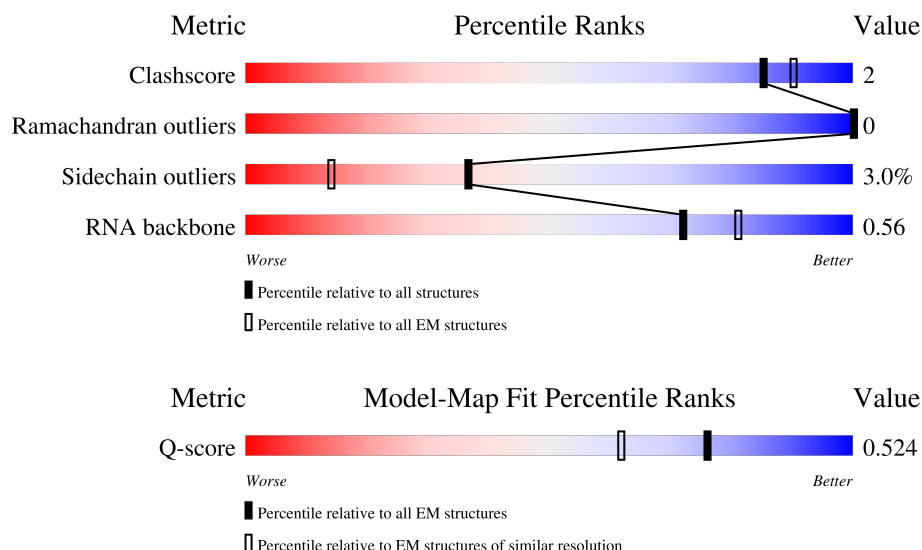 Metric Percentile Ranks Value
Clashscore 2
Ramachandran outliers 0
Sidechain outliers 3.0%
RNA backbone 0.56
Worse Better
Percentile relative to all structures
Percentile relative to all EM structures
Metric Model-Map Fit Percentile Ranks Value
Q-score 0.524
Worse Better
Percentile relative to all EM structures
Percentile relative to EM structures of similar resolution